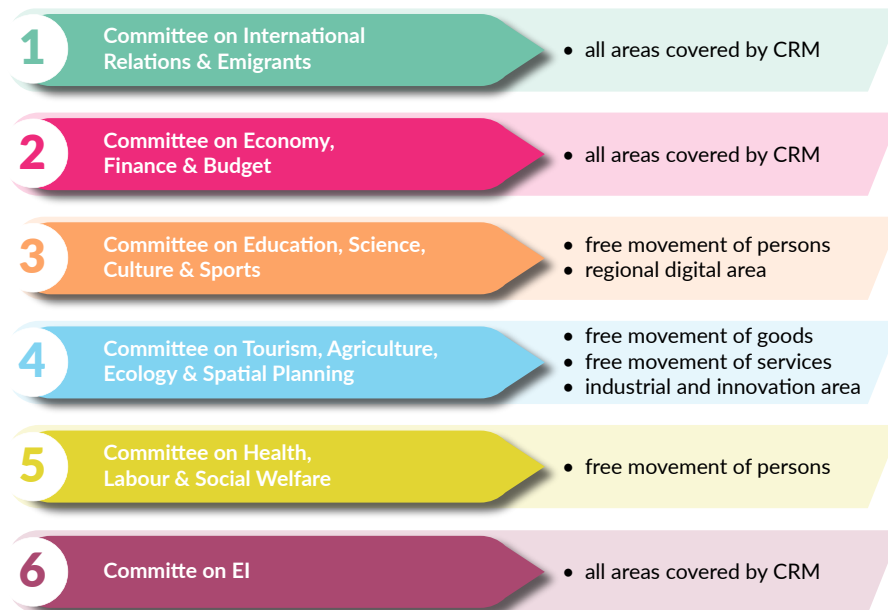 1
Committee on International
Relations & Emigrants
• all areas covered by CRM
2
Committee on Economy,
Finance & Budget
• all areas covered by CRM
3
Committee on Education, Science,
Culture & Sports
• free movement of persons
• regional digital area
4
Committee on Tourism, Agriculture,
Ecology & Spatial Planning
• free movement of goods
• free movement of services
• industrial and innovation area
5
Committee on Health,
Labour & Social Welfare
• free movement of persons
6
Committe on EI
• all areas covered by CRM